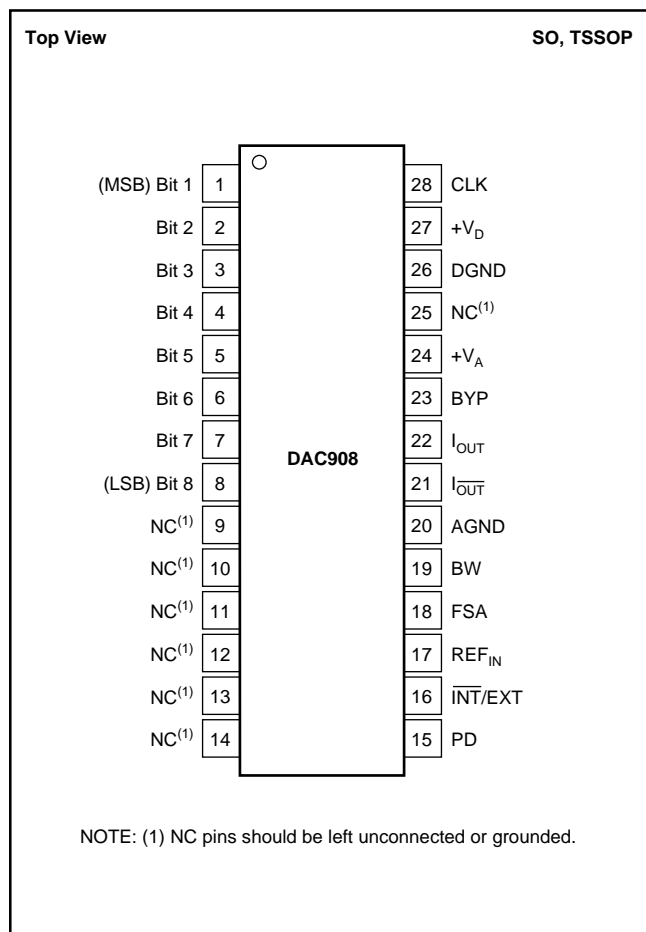 Top View SO, TSSOP
(MSB) Bit 1 1 28 CLK
Bit 2 2 27 +V_D
Bit 3 3 26 DGND
Bit 4 4 25 NC(1)
Bit 5 5 24 +V_A
Bit 6 6 23 BYP
Bit 7 7 22 I_OUT
DAC908
(LSB) Bit 8 8 21 I_O̅U̅T̅
NC(1) 9 20 AGND
NC(1) 10 19 BW
NC(1) 11 18 FSA
NC(1) 12 17 REF_IN
NC(1) 13 16 I̅N̅T̅/EXT
NC(1) 14 15 PD
NOTE: (1) NC pins should be left unconnected or grounded.